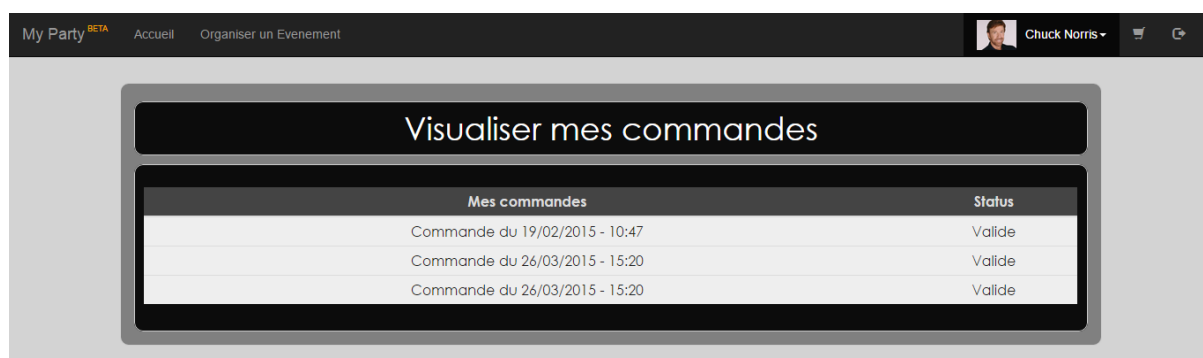 My Party BETA Accueil Organiser un Evenement Chuck Norris
Visualiser mes commandes
Mes commandes Status
Commande du 19/02/2015 - 10:47 Valide
Commande du 26/03/2015 - 15:20 Valide
Commande du 26/03/2015 - 15:20 Valide